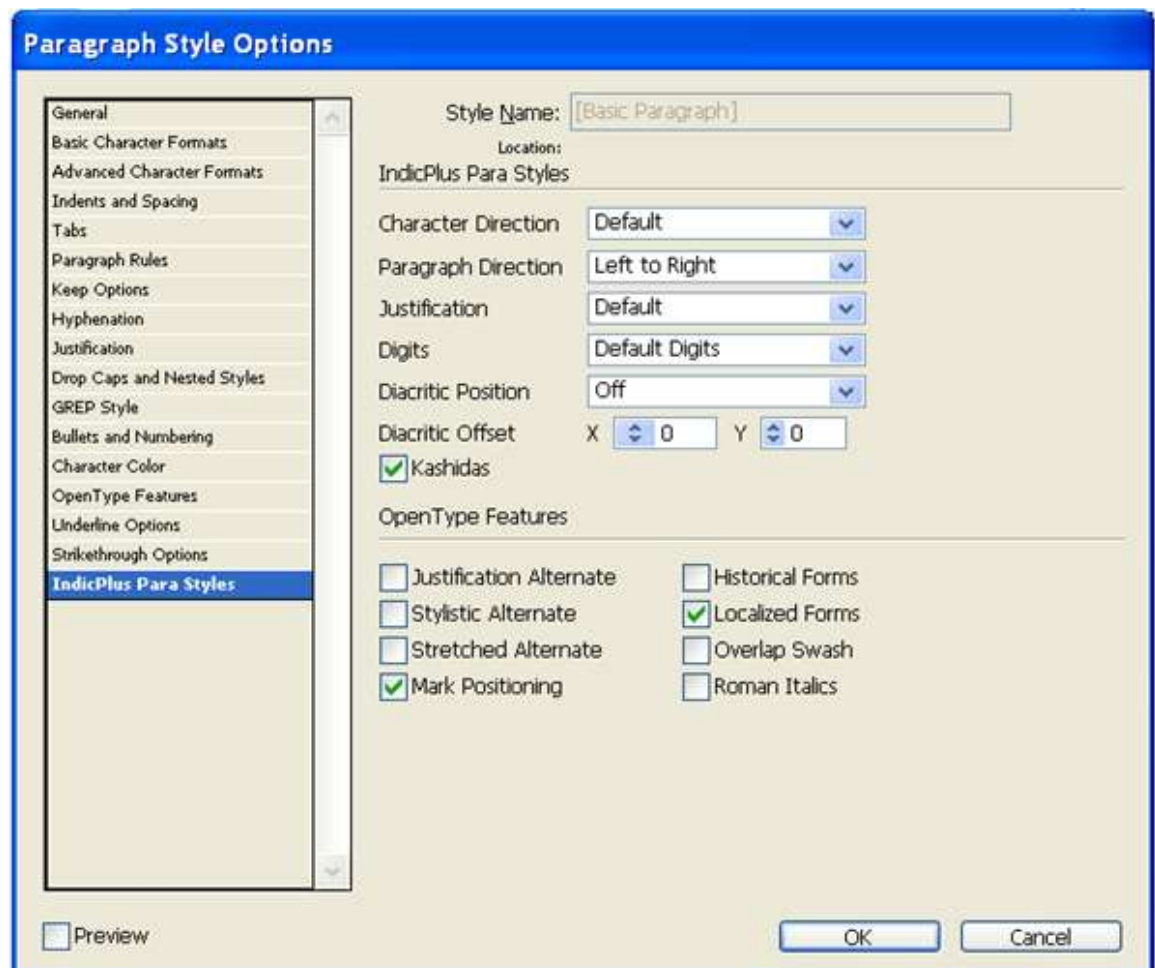 Paragraph Style Options
General
Basic Character Formats
Advanced Character Formats
Indents and Spacing
Tabs
Paragraph Rules
Keep Options
Hyphenation
Justification
Drop Caps and Nested Styles
GREP Style
Bullets and Numbering
Character Color
OpenType Features
Underline Options
Strikethrough Options
IndicPlus Para Styles
Style Name: [Basic Paragraph]
Location:
IndicPlus Para Styles
Character Direction Default
Paragraph Direction Left to Right
Justification Default
Digits Default Digits
Diacritic Position Off
Diacritic Offset X 0 Y 0
Kashidas
OpenType Features
Justification Alternate Historical Forms
Stylistic Alternate Localized Forms
Stretched Alternate Overlap Swash
Mark Positioning Roman Italics
Preview OK Cancel